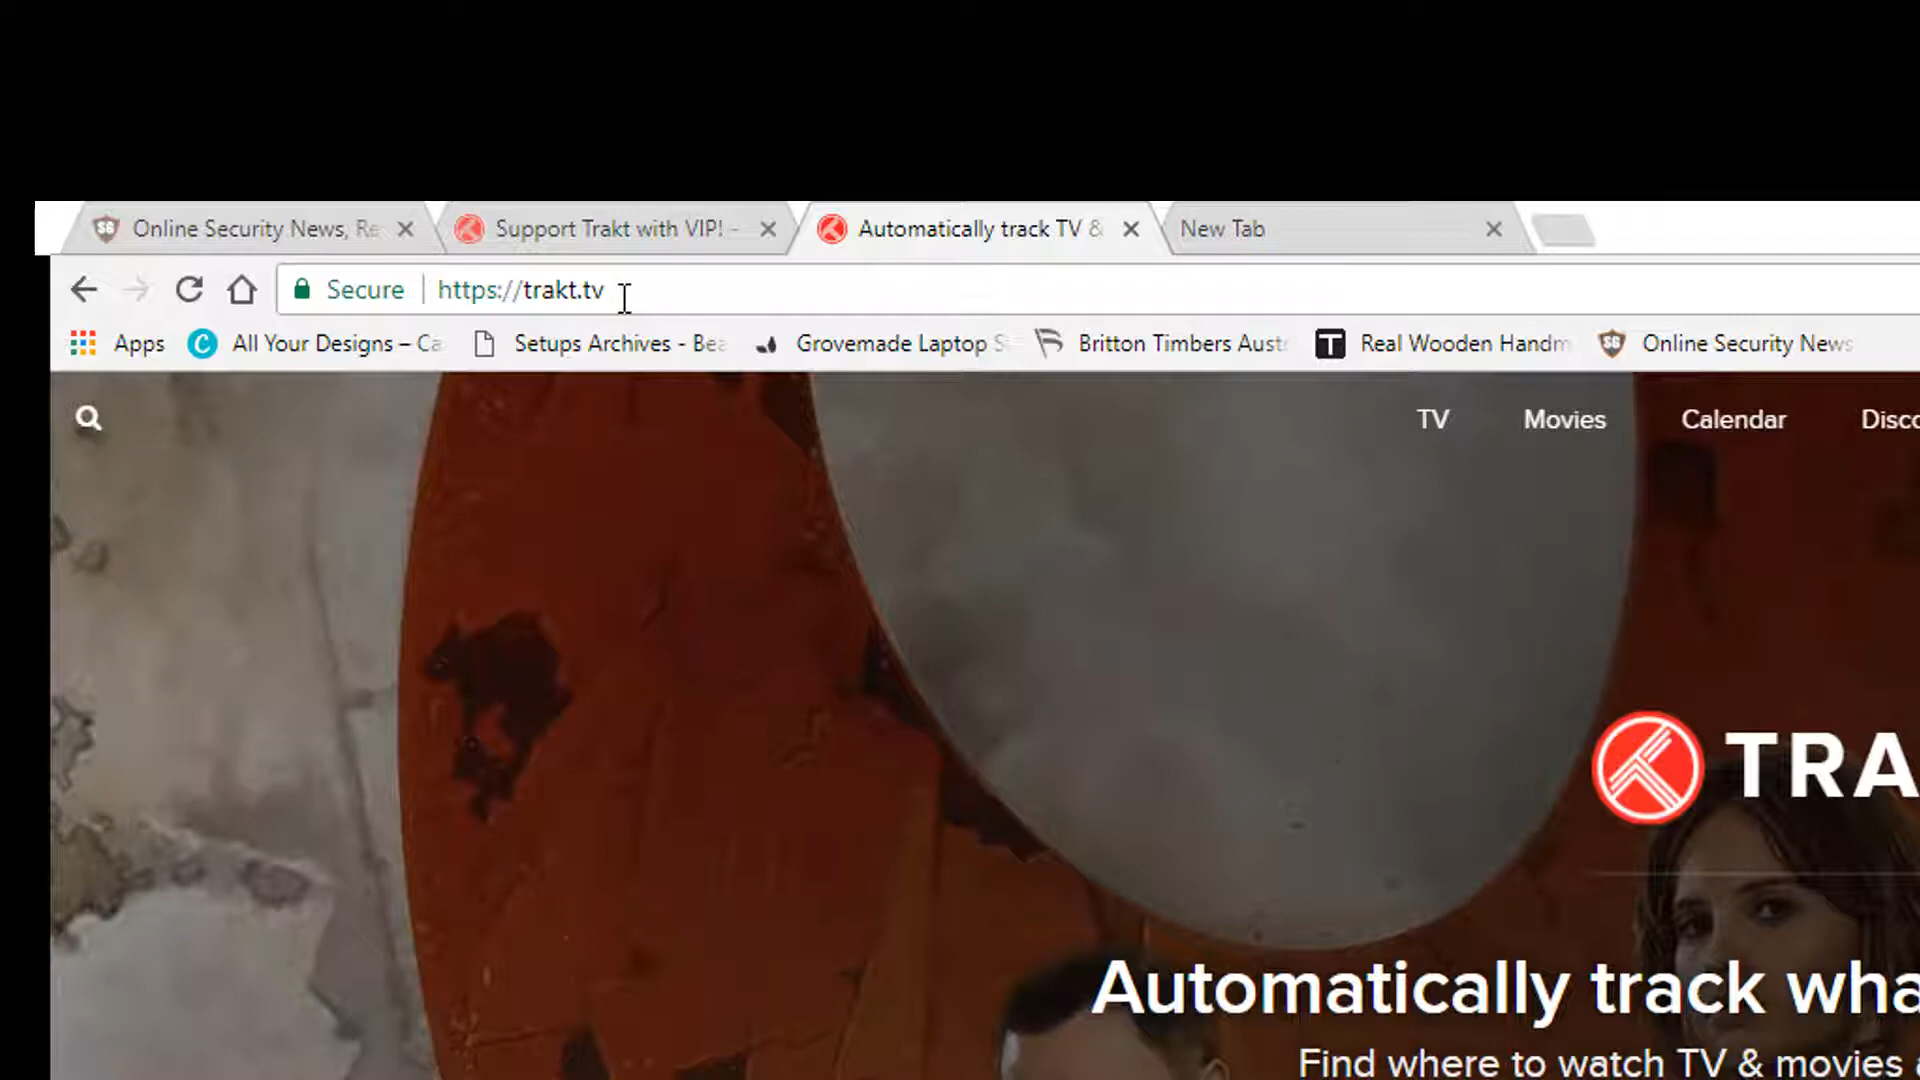 Online Security News, Re
Support Trakt with VIP! -
Automatically track TV &
New Tab
Secure
https://trakt.tv
Apps
All Your Designs – Ca
Setups Archives - Bea
Grovemade Laptop S
Britton Timbers Aust
Real Wooden Handm
Online Security News
TV Movies Calendar Disco
TRA
Automatically track wha
Find where to watch TV & movies a